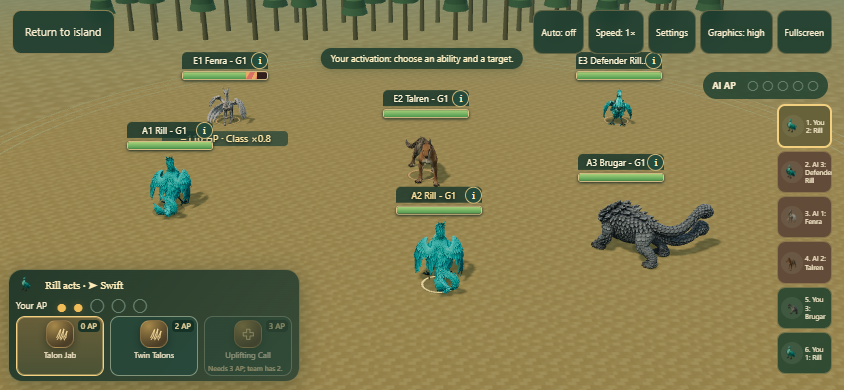 Return to island
Auto: off
Speed: 1×
Settings
Graphics: high
Fullscreen
E1 Fenra - G1
i
Your activation: choose an ability and a target.
E3 Defender Rill...
i
AI AP
E2 Talren - G1
i
A1 Rill - G1
i
HP · Class ×0.8
A3 Brugar - G1
i
A2 Rill - G1
i
1. You
2: Rill
2. AI 3:
Defender
Rill
3. AI 1:
Fenra
4. AI 2:
Talren
5. You
3:
Brugar
6. You
1: Rill
Rill acts · ➤ Swift
Your AP
0 AP
Talon Jab
2 AP
Twin Talons
3 AP
Uplifting Call
Needs 3 AP; team has 2.